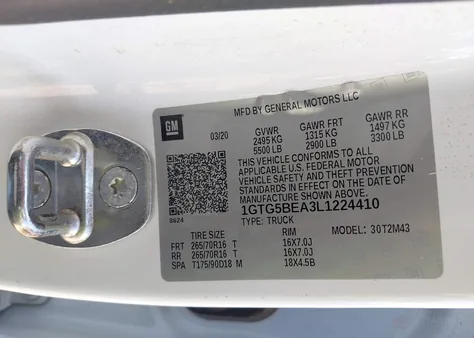 MFD BY GENERAL MOTORS LLC
GM
03/20 GVWR GAWR FRT GAWR RR
2495 KG 1315 KG 1497 KG
5500 LB 2900 LB 3300 LB
THIS VEHICLE CONFORMS TO ALL
APPLICABLE U.S. FEDERAL MOTOR
VEHICLE SAFETY AND THEFT PREVENTION
STANDARDS IN EFFECT ON THE DATE OF
MANUFACTURE SHOWN ABOVE.
1GTG5BEA3L1224410
TYPE: TRUCK
8624
TIRE SIZE RIM MODEL: 30T2M43
FRT 265/70R16 T 16X7.0J
RR 265/70R16 T 16X7.0J
SPA T175/90D18 M 18X4.5B